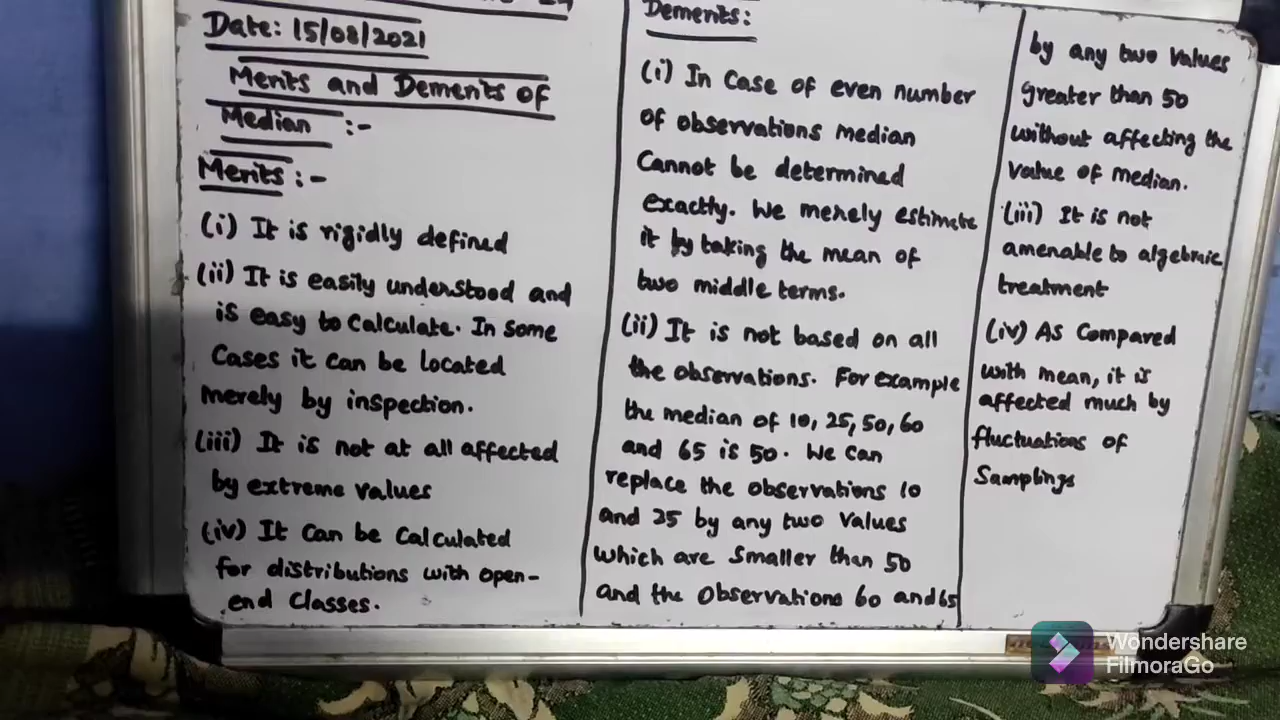 Date: 15/08/2021
Merits and Demerits of
Median :-
Merits :-
(i) It is rigidly defined
(ii) It is easily understood and
is easy to calculate. In some
Cases it can be located
merely by inspection.
(iii) It is not at all affected
by extreme values
(iv) It can be calculated
for distributions with open-
end classes.
Demerits:
(i) In case of even number
of observations median
Cannot be determined
exactly. We merely estimate
it by taking the mean of
two middle terms.
(ii) It is not based on all
the observations. For example
the median of 10, 25, 50, 60
and 65 is 50. We can
replace the observations 10
and 25 by any two values
which are smaller than 50
and the observations 60 and 65
by any two values
greater than 50
without affecting the
value of median.
(iii) It is not
amenable to algebraic
treatment
(iv) As compared
with mean, it is
affected much by
fluctuations of
Samplings
Wondershare
FilmoraGo